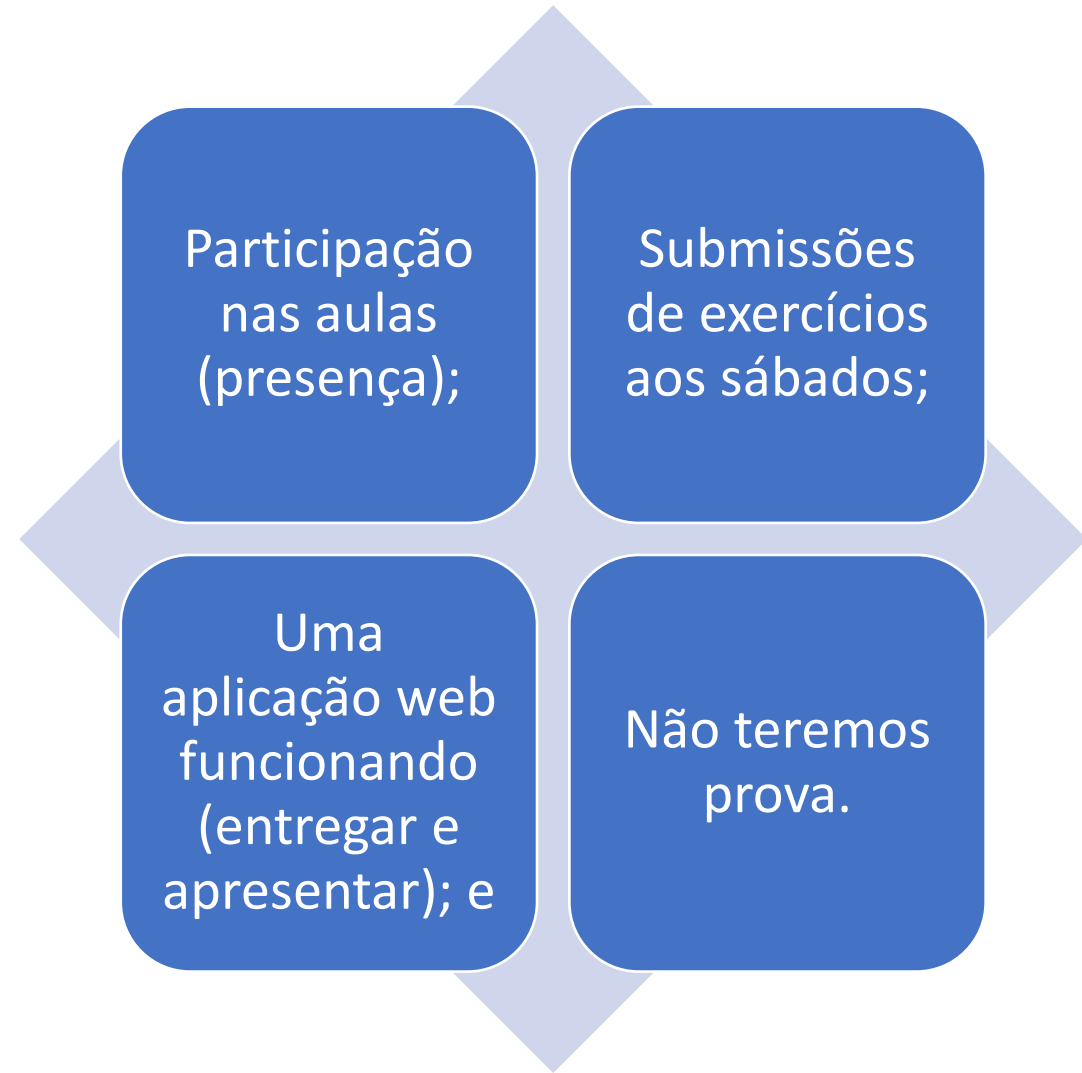 Participação
nas aulas
(presença);
Submissões
de exercícios
aos sábados;
Uma
aplicação web
funcionando
(entregar e
apresentar); e
Não teremos
prova.